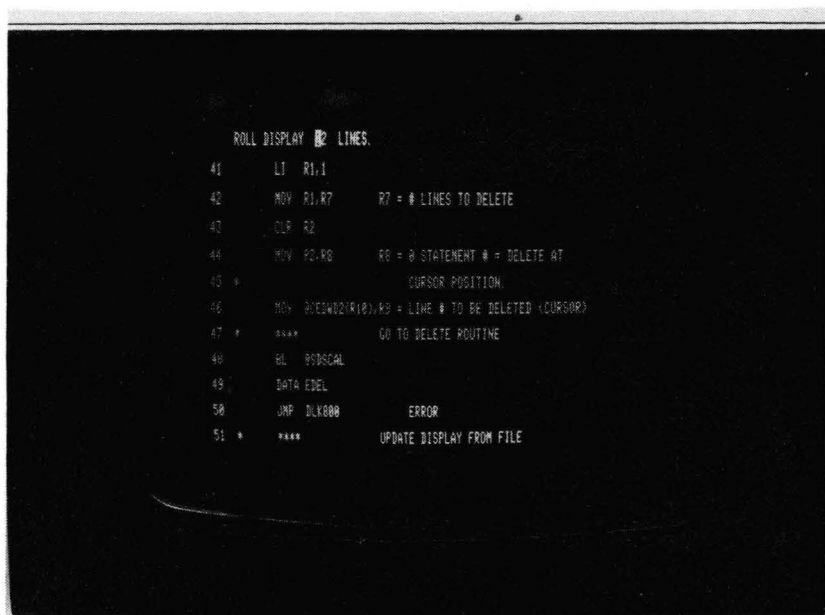 ROLL DISPLAY 02 LINES.
41 LI R1,1
42 MOV R1,R7 R7 = # LINES TO DELETE
43 CLR R2
44 MOV R2,R8 R8 = 0 STATEMENT # = DELETE AT
45 * CURSOR POSITION.
46 MOV @CEDWD2(R10),R9 = LINE # TO BE DELETED (CURSOR)
47 * **** GO TO DELETE ROUTINE
48 BL @SDSCAL
49 DATA EDEL
50 JMP DLK800 ERROR
51 * **** UPDATE DISPLAY FROM FILE